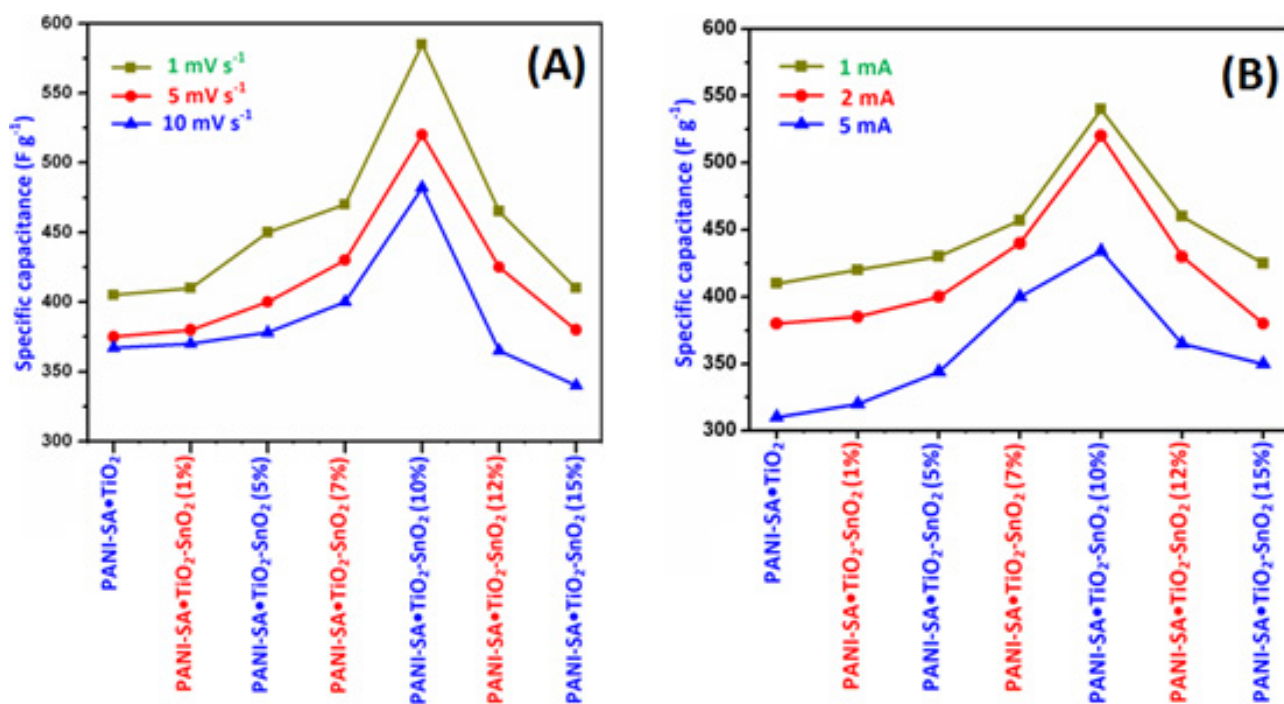 (A)
1 mV s⁻¹
5 mV s⁻¹
10 mV s⁻¹
Specific capacitance (F g⁻¹)
600
550
500
450
400
350
300
PANI-SA•TiO₂
PANI-SA•TiO₂-SnO₂ (1%)
PANI-SA•TiO₂-SnO₂ (5%)
PANI-SA•TiO₂-SnO₂ (7%)
PANI-SA•TiO₂-SnO₂ (10%)
PANI-SA•TiO₂-SnO₂ (12%)
PANI-SA•TiO₂-SnO₂ (15%)
(B)
1 mA
2 mA
5 mA
Specific capacitance (F g⁻¹)
600
550
500
450
400
350
300
PANI-SA•TiO₂
PANI-SA•TiO₂-SnO₂ (1%)
PANI-SA•TiO₂-SnO₂ (5%)
PANI-SA•TiO₂-SnO₂ (7%)
PANI-SA•TiO₂-SnO₂ (10%)
PANI-SA•TiO₂-SnO₂ (12%)
PANI-SA•TiO₂-SnO₂ (15%)